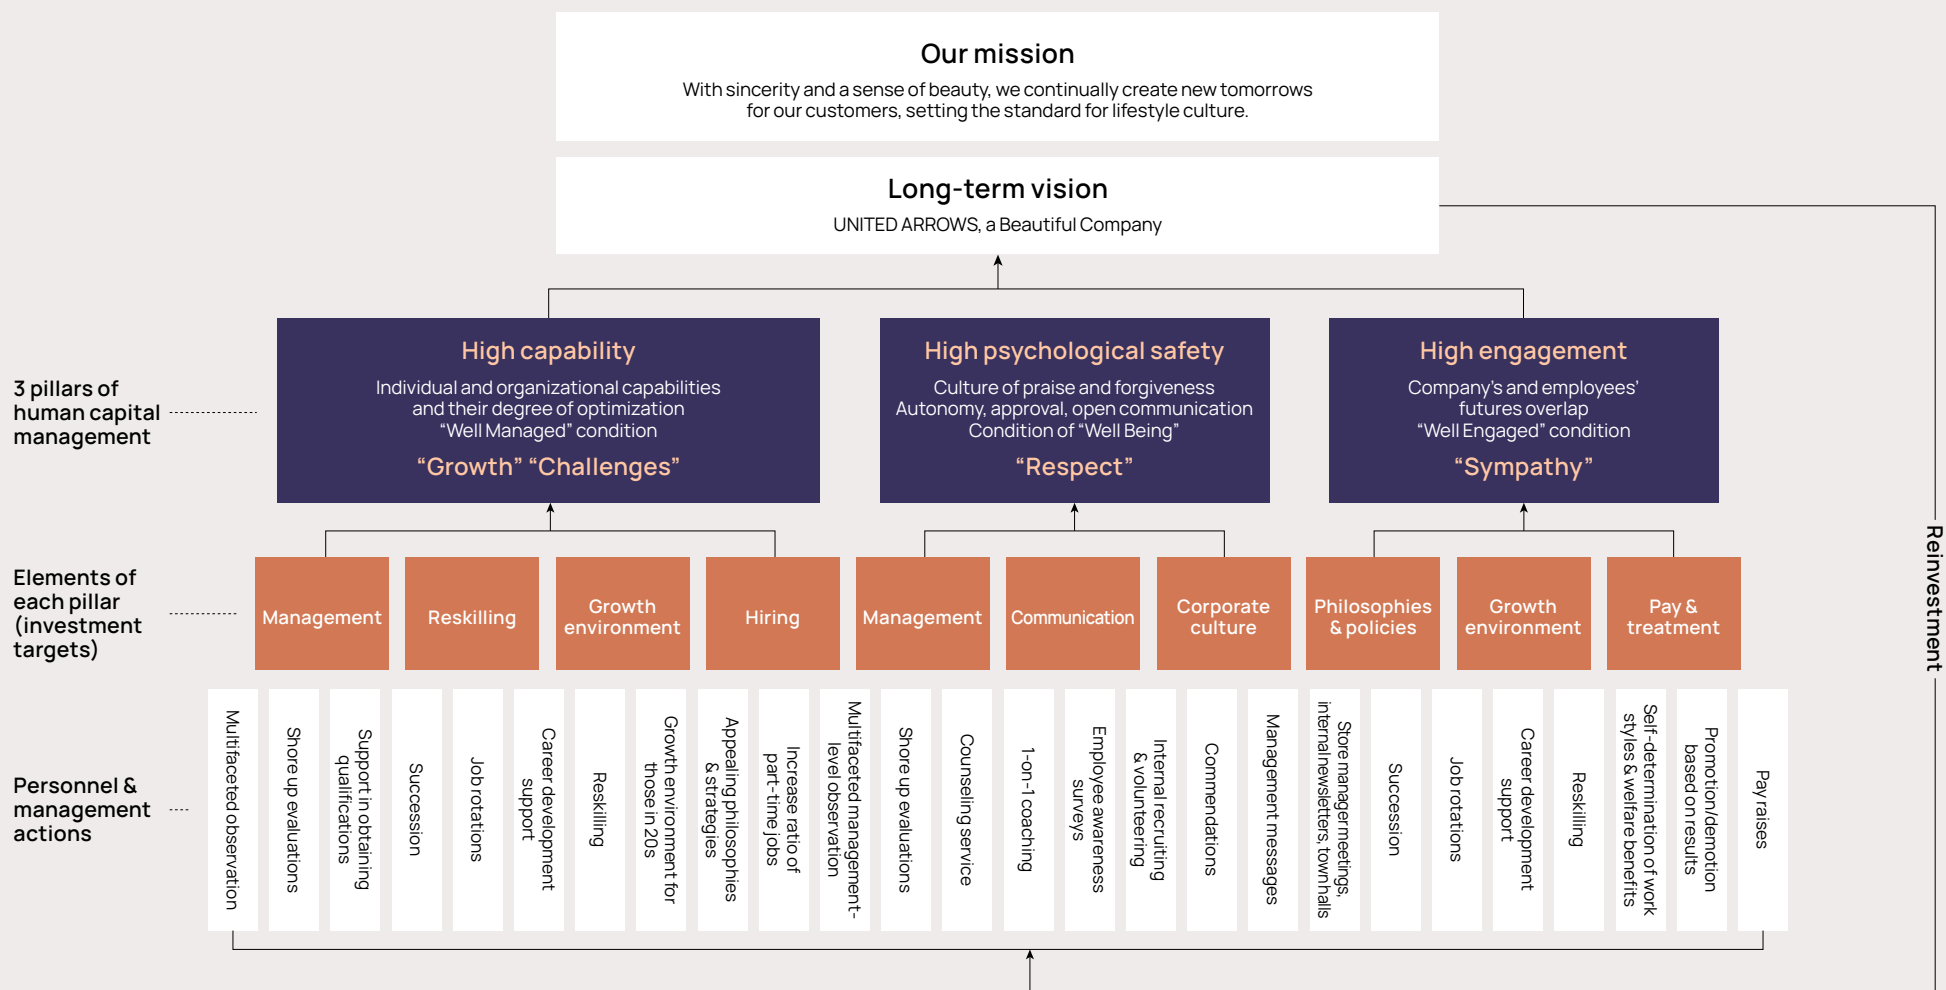 Our mission
With sincerity and a sense of beauty, we continually create new tomorrows
for our customers, setting the standard for lifestyle culture.
Long-term vision
UNITED ARROWS, a Beautiful Company
3 pillars of
human capital
management
High capability
Individual and organizational capabilities
and their degree of optimization
“Well Managed” condition
“Growth” “Challenges”
High psychological safety
Culture of praise and forgiveness
Autonomy, approval, open communication
Condition of “Well Being”
“Respect”
High engagement
Company’s and employees’
futures overlap
“Well Engaged” condition
“Sympathy”
Reinvestment
Elements of
each pillar
(investment
targets)
Management
Reskilling
Growth
environment
Hiring
Management
Communication
Corporate
culture
Philosophies
& policies
Growth
environment
Pay &
treatment
Personnel &
management
actions
Multifaceted observation
Shore up evaluations
Support in obtaining
qualifications
Succession
Job rotations
Career development
support
Reskilling
Growth environment for
those in 20s
Appealing philosophies
& strategies
Increase ratio of
part-time jobs
Multifaceted management-
level observation
Shore up evaluations
Counseling service
1-on-1 coaching
Employee awareness
surveys
Internal recruiting
& volunteering
Commendations
Management messages
Store manager meetings,
internal newsletters, town halls
Succession
Job rotations
Career development
support
Reskilling
Self-determination of work
styles & welfare benefits
Promotion/demotion
based on results
Pay raises